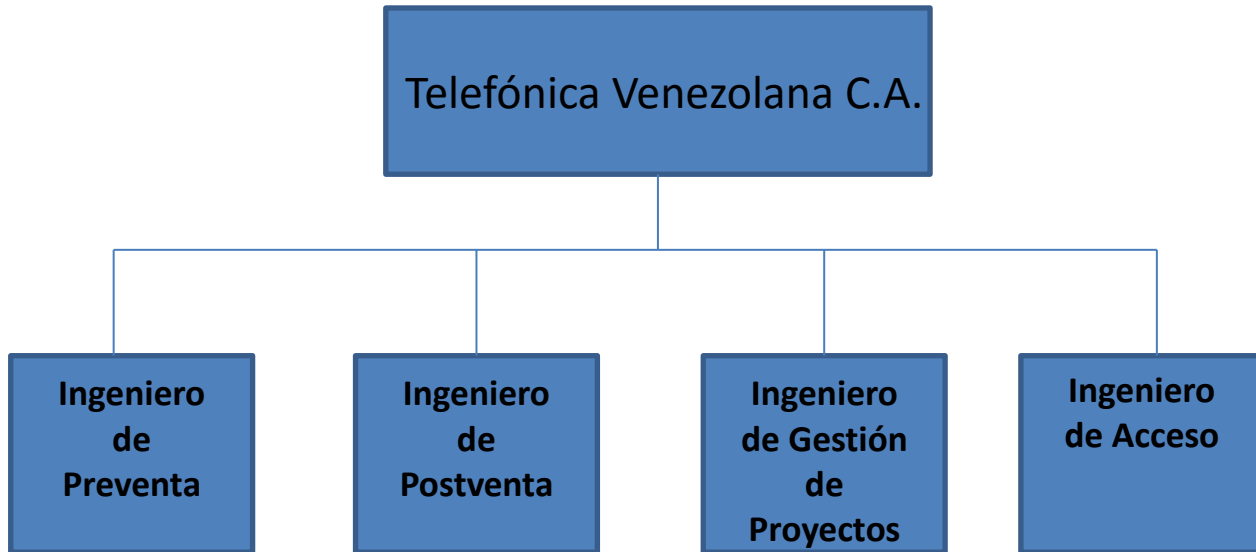 Telefónica Venezolana C.A.
Ingeniero
de
Preventa
Ingeniero
de
Postventa
Ingeniero
de Gestión
de
Proyectos
Ingeniero
de Acceso